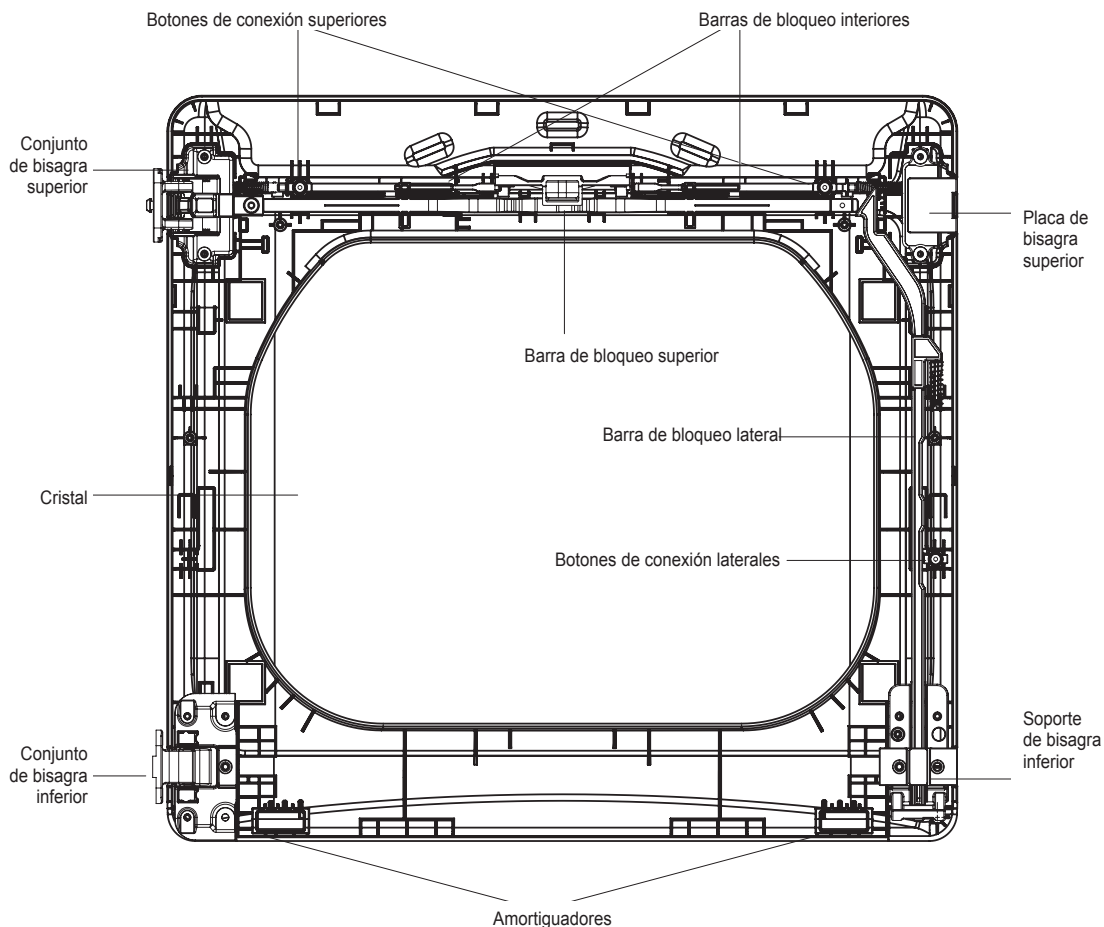 Botones de conexión superiores
Barras de bloqueo interiores
Conjunto
de bisagra
superior
Placa de
bisagra
superior
Barra de bloqueo superior
Barra de bloqueo lateral
Cristal
Botones de conexión laterales
Conjunto
de bisagra
inferior
Soporte
de bisagra
inferior
Amortiguadores